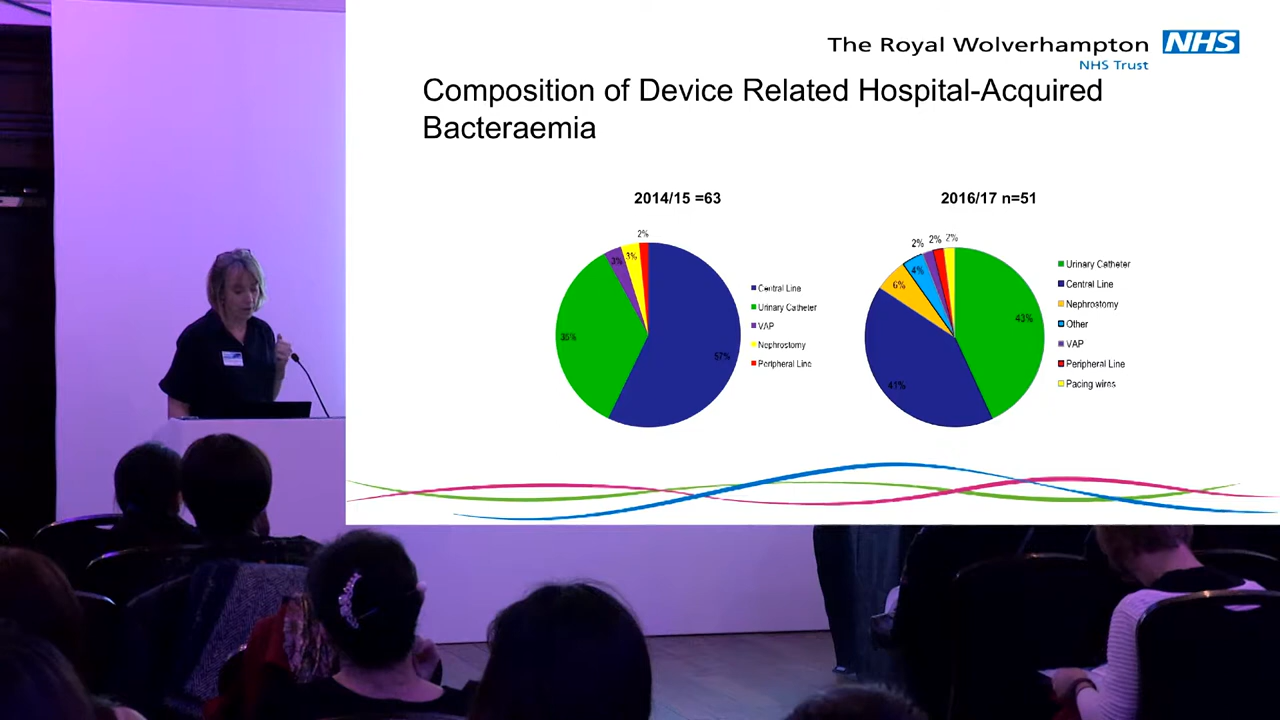 The Royal Wolverhampton NHS
NHS Trust
Composition of Device Related Hospital-Acquired
Bacteraemia
2014/15 =63
2%
3%
3%
35%
57%
Central Line
Urinary Catheter
VAP
Nephrostomy
Peripheral Line
2016/17 n=51
2%
2%
2%
4%
6%
43%
41%
Urinary Catheter
Central Line
Nephrostomy
Other
VAP
Peripheral Line
Pacing wires